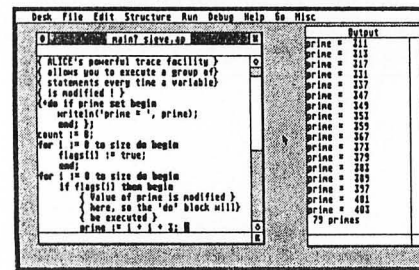 Desk File Edit Structure Run Debug Help Go Misc
main? sieve.ap
{ ALICE's powerful trace facility }
{ allows you to execute a group of}
{ statements every time a variable}
{ is modified ! }
{+do if prime set begin
writeln('prime = ', prime);
end; };
count := 0;
for i := 0 to size do begin
flags[i] := true;
end;
for i := 0 to size do begin
if flags[i] then begin
{ Value of prime is modified }
{ here, so the 'do' block will}
{ be executed }
prime := i + i + 3;
Output
prime = 311
prime = 313
prime = 317
prime = 331
prime = 337
prime = 347
prime = 349
prime = 353
prime = 359
prime = 367
prime = 373
prime = 379
prime = 383
prime = 389
prime = 397
prime = 401
prime = 403
79 primes